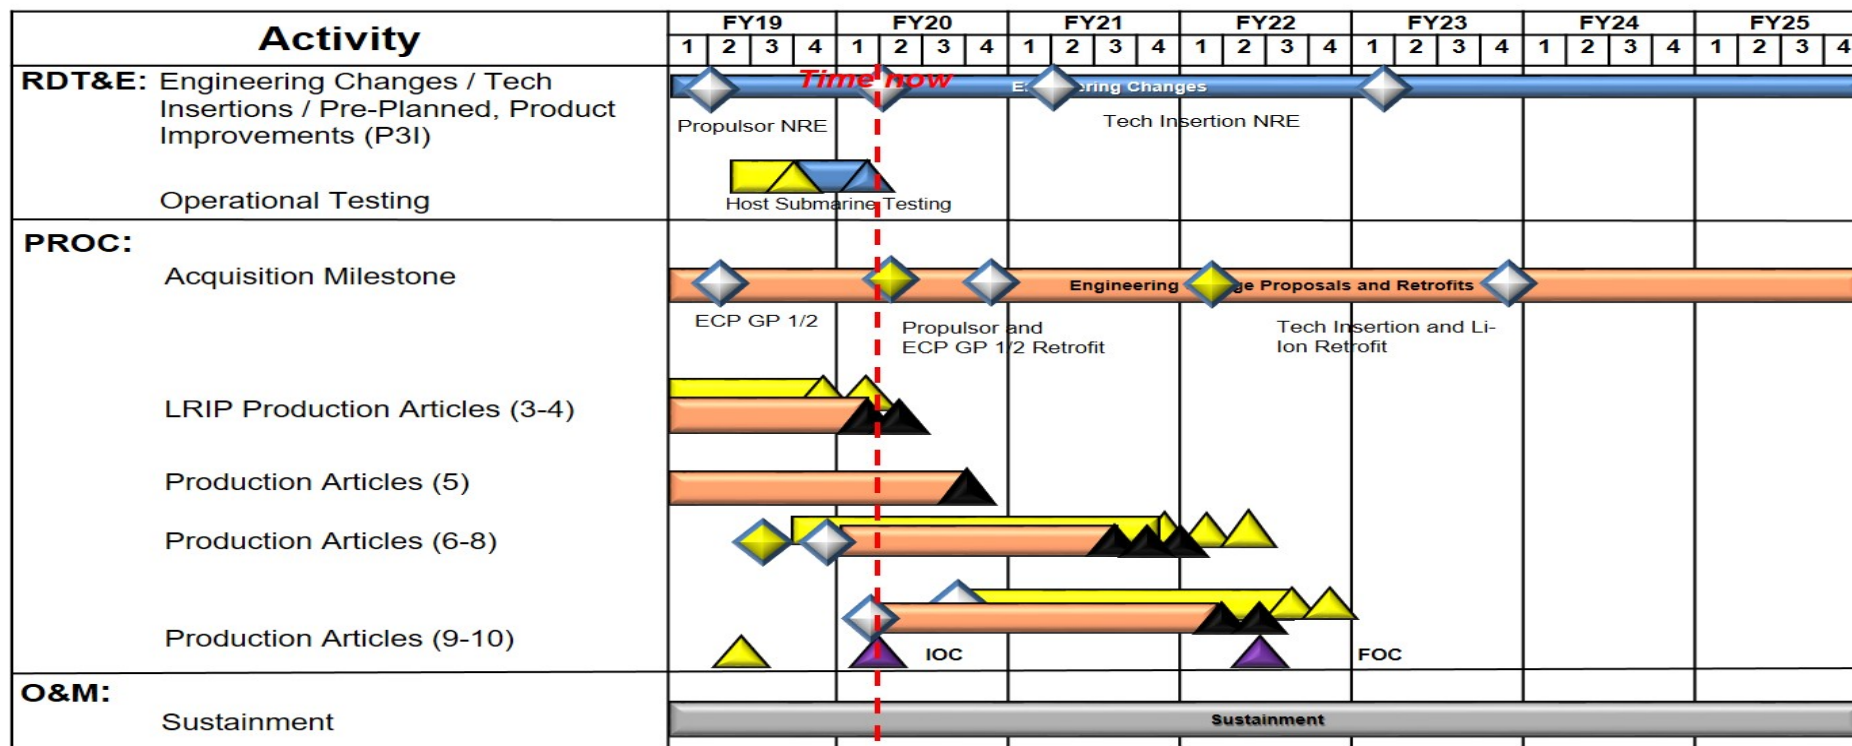 Activity
FY19 FY20 FY21 FY22 FY23 FY24 FY25
1 2 3 4 1 2 3 4 1 2 3 4 1 2 3 4 1 2 3 4 1 2 3 4 1 2 3 4
Time now
RDT&E: Engineering Changes / Tech
Insertions / Pre-Planned, Product
Improvements (P3I)
Changes
Propulsor NRE
Tech Insertion NRE
Operational Testing
Host Submarine Testing
PROC:
Acquisition Milestone
Engineering Proposals and Retrofits
ECP GP 1/2
Propulsor and
ECP GP 1/2 Retrofit
Tech Insertion and Li-
Ion Retrofit
LRIP Production Articles (3-4)
Production Articles (5)
Production Articles (6-8)
Production Articles (9-10)
IOC
FOC
O&M:
Sustainment
Sustainment